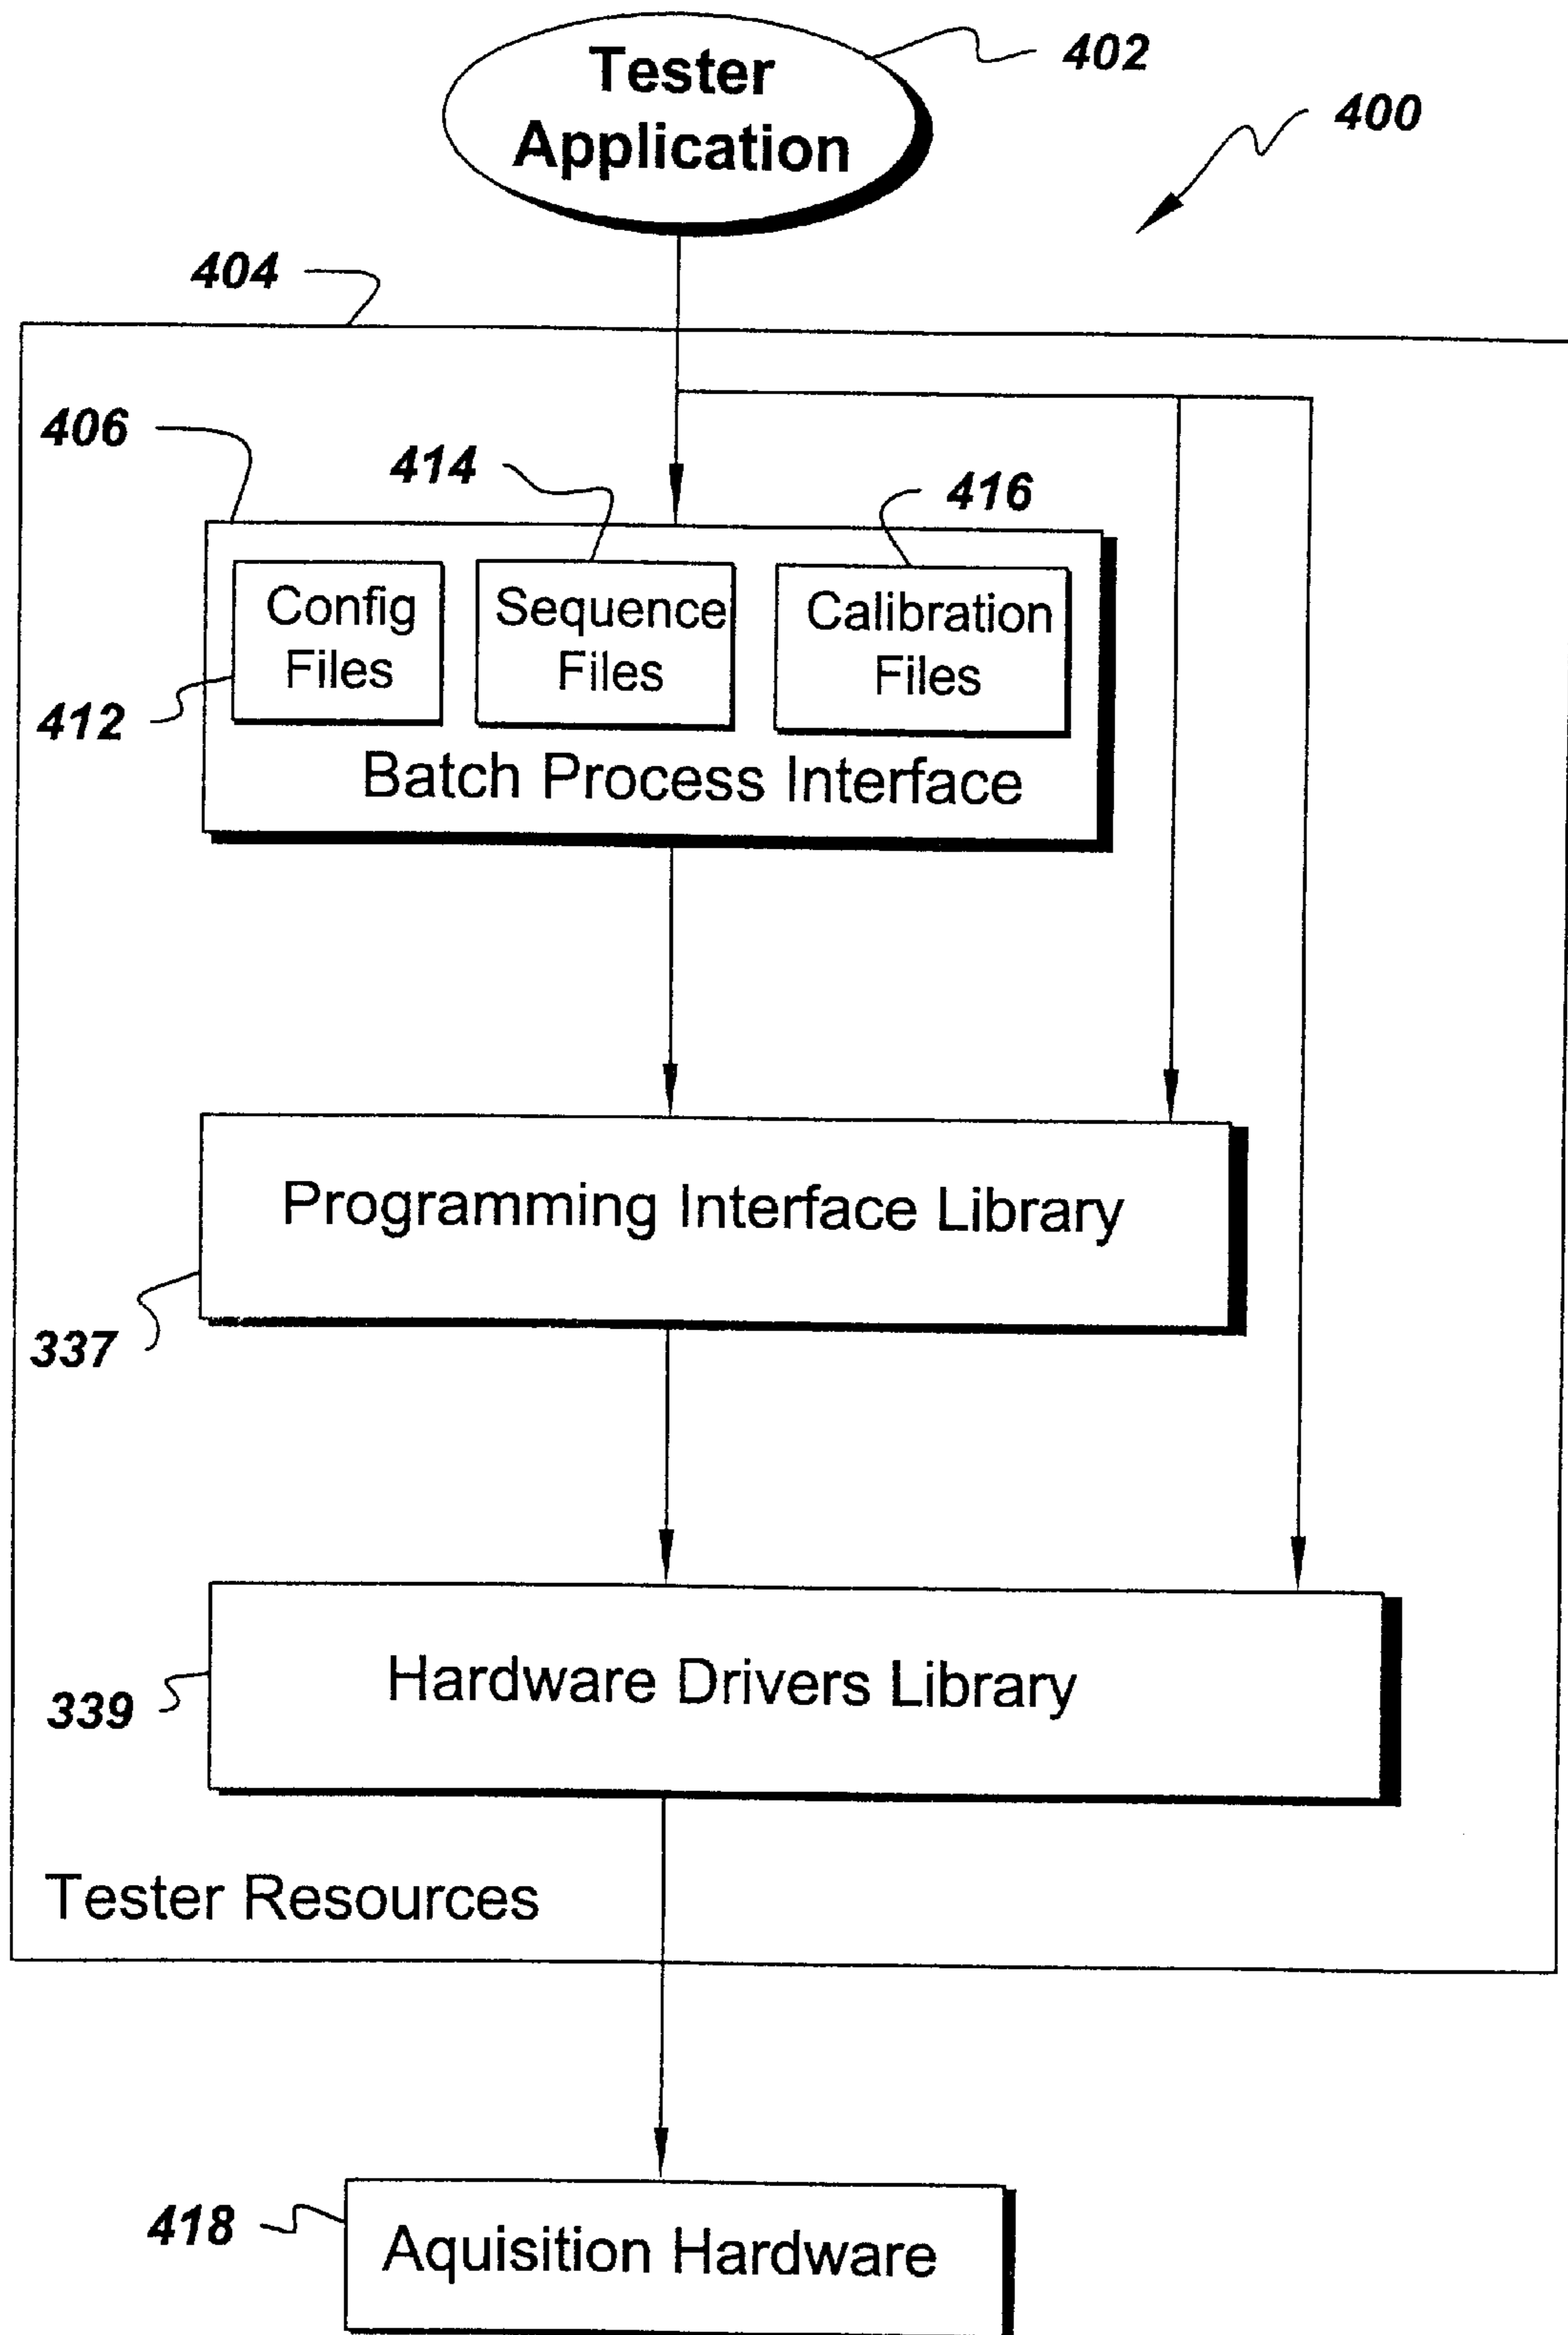 Tester
Application
402
400
404
406
414
416
Config
Files
Sequence
Files
Calibration
Files
412
Batch Process Interface
Programming Interface Library
337
Hardware Drivers Library
339
Tester Resources
418
Aquisition Hardware